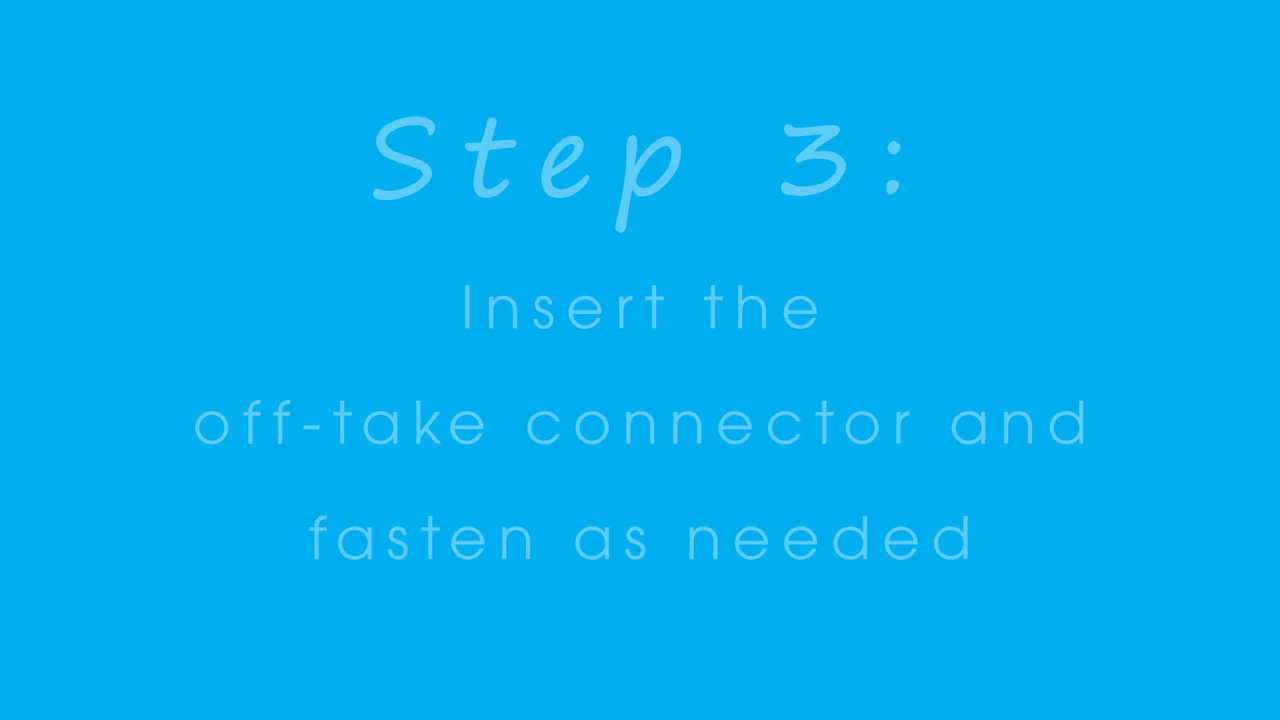 Step 3:
Insert the
off-take connector and
fasten as needed